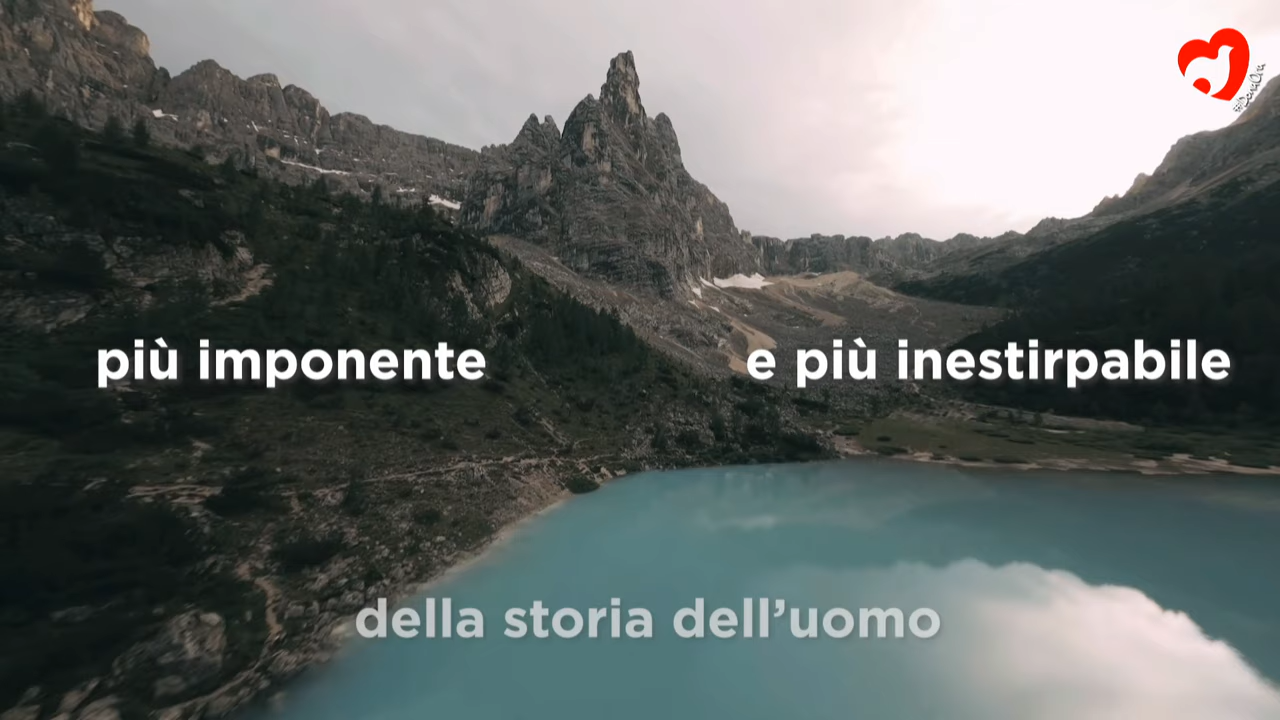 più imponente e più inestirpabile
della storia dell’uomo